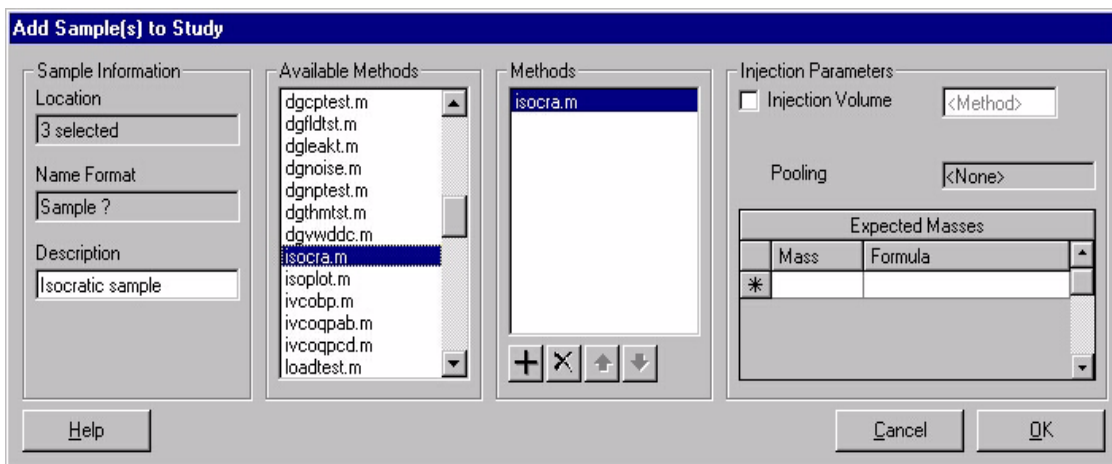 Add Sample(s) to Study
Sample Information
Location
3 selected
Name Format
Sample ?
Description
Isocratic sample
Available Methods
dgcptest.m
dgfldtst.m
dgleakt.m
dgnoise.m
dgnptest.m
dgthmtst.m
dgvwddc.m
isocra.m
isoplot.m
ivcobp.m
ivcoqpab.m
ivcoqpcd.m
loadtest.m
Methods
isocra.m
Injection Parameters
Injection Volume <Method>
Pooling <None>
Expected Masses
Mass Formula
Help
Cancel
OK